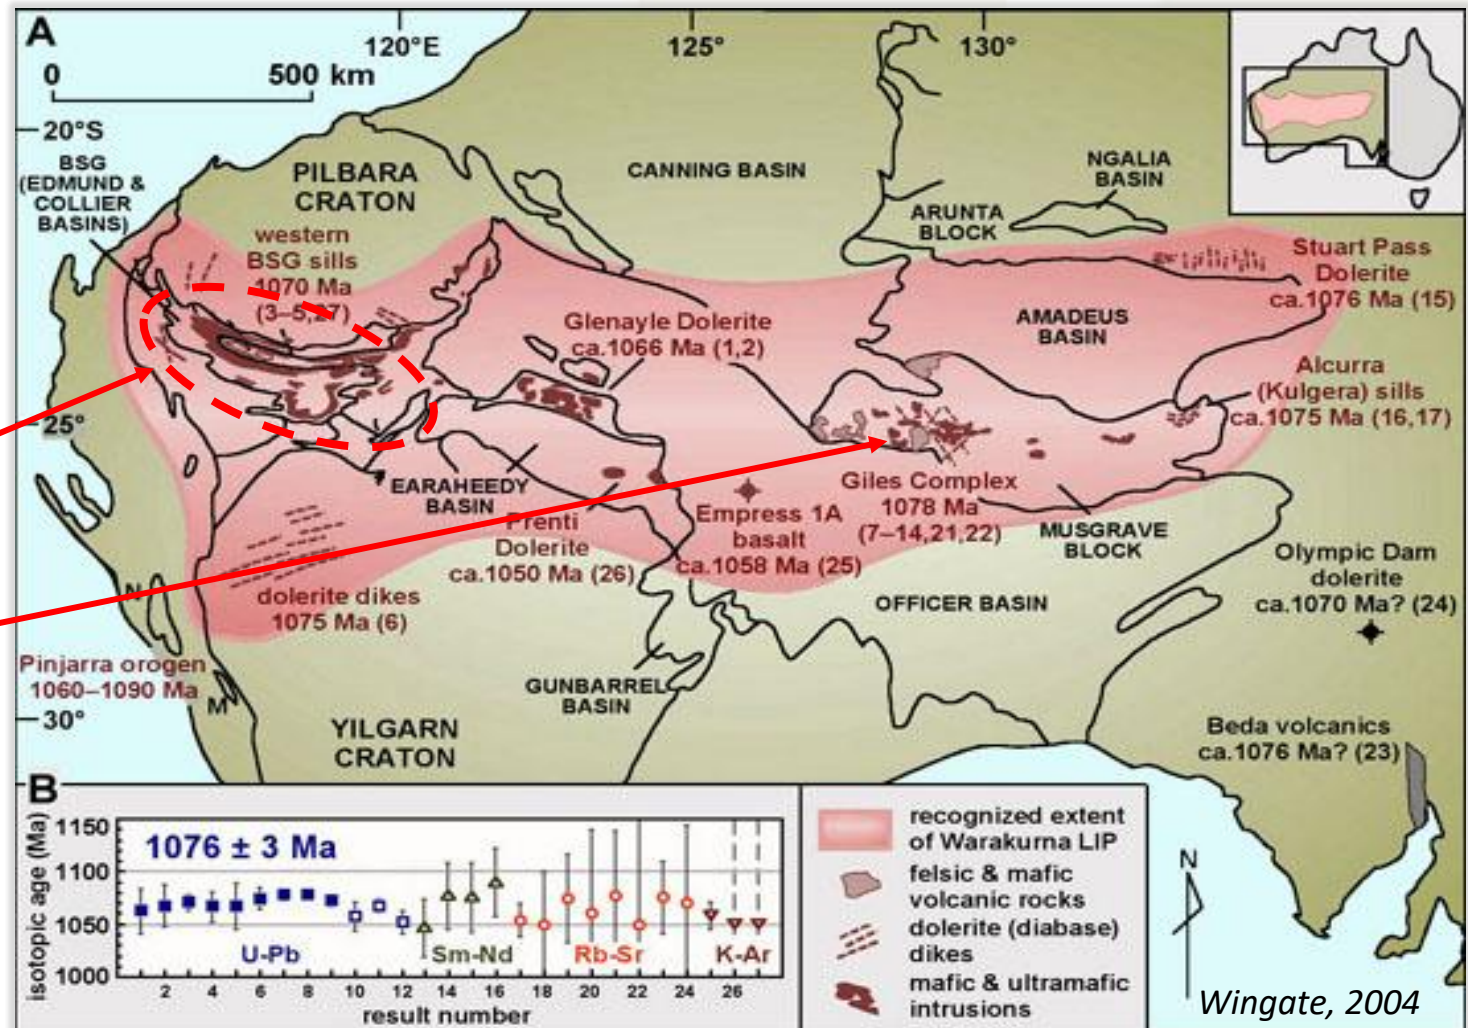 A
120°E
125°
130°
0
500 km
20°S
BSG
(EDMUND &
COLLIER
BASINS)
PILBARA
CRATON
CANNING BASIN
NGALIA
BASIN
ARUNTA
BLOCK
western
BSG sills
1070 Ma
(3–5,27)
Stuart Pass
Dolerite
ca.1076 Ma (15)
Glenayle Dolerite
ca.1066 Ma (1,2)
AMADEUS
BASIN
Alcurra
(Kulgera) sills
ca.1075 Ma (16,17)
25°
EARAHEEDY
BASIN
Prenti
Dolerite
ca.1050 Ma (26)
Empress 1A
basalt
ca.1058 Ma (25)
Giles Complex
1078 Ma
(7–14,21,22)
MUSGRAVE
BLOCK
Olympic Dam
dolerite
ca.1070 Ma? (24)
N
dolerite dikes
1075 Ma (6)
OFFICER BASIN
Pinjarra orogen
1060–1090 Ma
M
GUNBARREL
BASIN
30°
YILGARN
CRATON
Beda volcanics
ca.1076 Ma? (23)
B
isotopic age (Ma)
1150
1100
1050
1000
1076 ± 3 Ma
U-Pb
Sm-Nd
Rb-Sr
K-Ar
2 4 6 8 10 12 14 16 18 20 22 24 26
result number
recognized extent
of Warakurna LIP
felsic & mafic
volcanic rocks
dolerite (diabase)
dikes
mafic & ultramafic
intrusions
N
Wingate, 2004